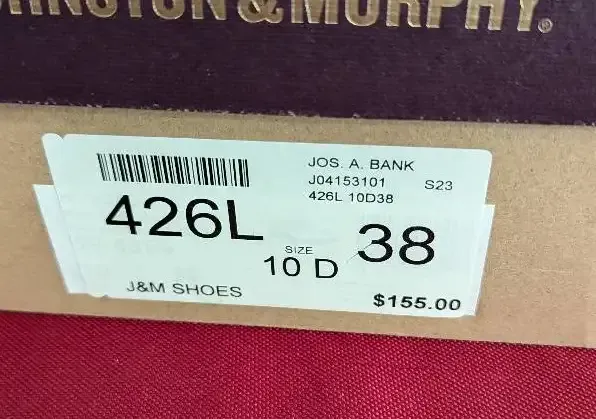 JOHNSTON & MURPHY®
JOS. A. BANK
J04153101 S23
426L 10D38
426L
SIZE
10 D
38
J&M SHOES
$155.00